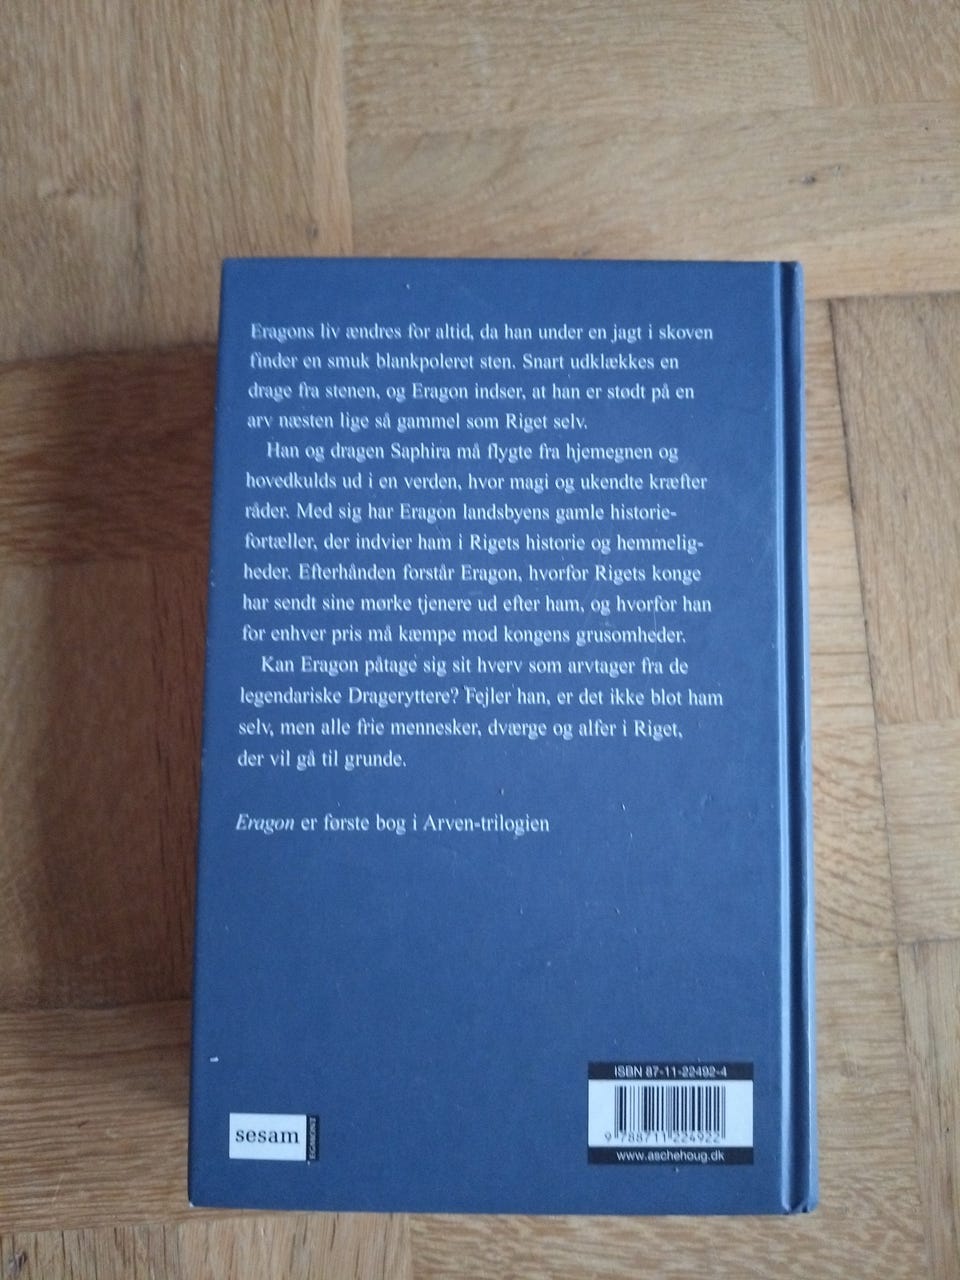 Eragons liv ændres for altid, da han under en jagt i skoven
finder en smuk blankpoleret sten. Snart udklækkes en
drage fra stenen, og Eragon indser, at han er stødt på en
arv næsten lige så gammel som Riget selv.
Han og dragen Saphira må flygte fra hjemegnen og
hovedkulds ud i en verden, hvor magi og ukendte kræfter
råder. Med sig har Eragon landsbyens gamle historie-
fortæller, der indvier ham i Rigets historie og hemmelig-
heder. Efterhånden forstår Eragon, hvorfor Rigets konge
har sendt sine mørke tjenere ud efter ham, og hvorfor han
for enhver pris må kæmpe mod kongens grusomheder.
Kan Eragon påtage sig sit hverv som arvtager fra de
legendariske Drageryttere? Fejler han, er det ikke blot ham
selv, men alle frie mennesker, dværge og alfer i Riget,
der vil gå til grunde.
Eragon er første bog i Arven-trilogien
sesam
EGMONT
ISBN 87-11-22492-4
9 788711 224922
www.aschehoug.dk